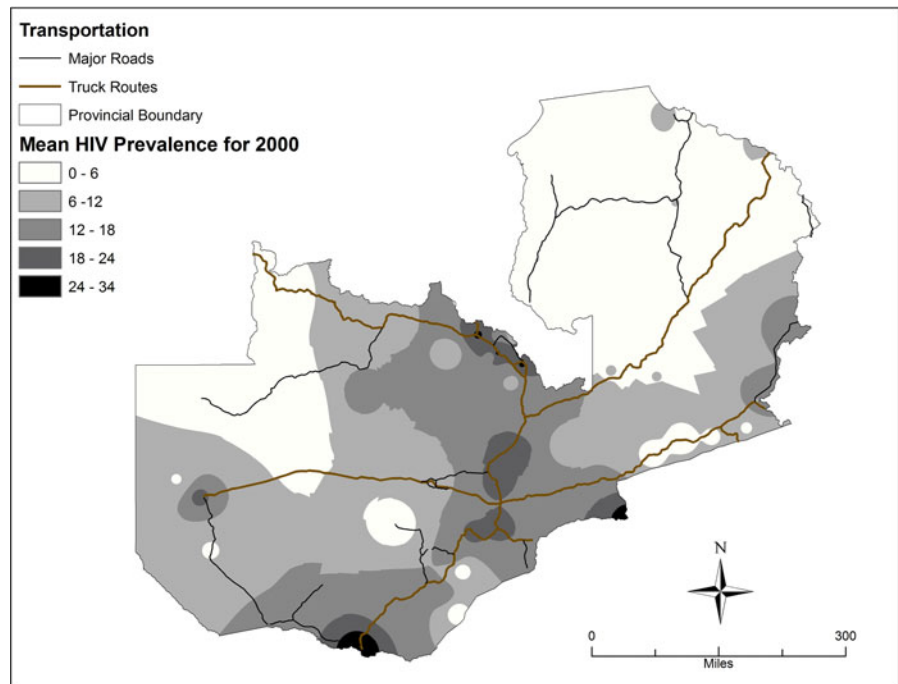 Transportation
Major Roads
Truck Routes
Provincial Boundary
Mean HIV Prevalence for 2000
0 - 6
6 -12
12 - 18
18 - 24
24 - 34
N
0 300
Miles